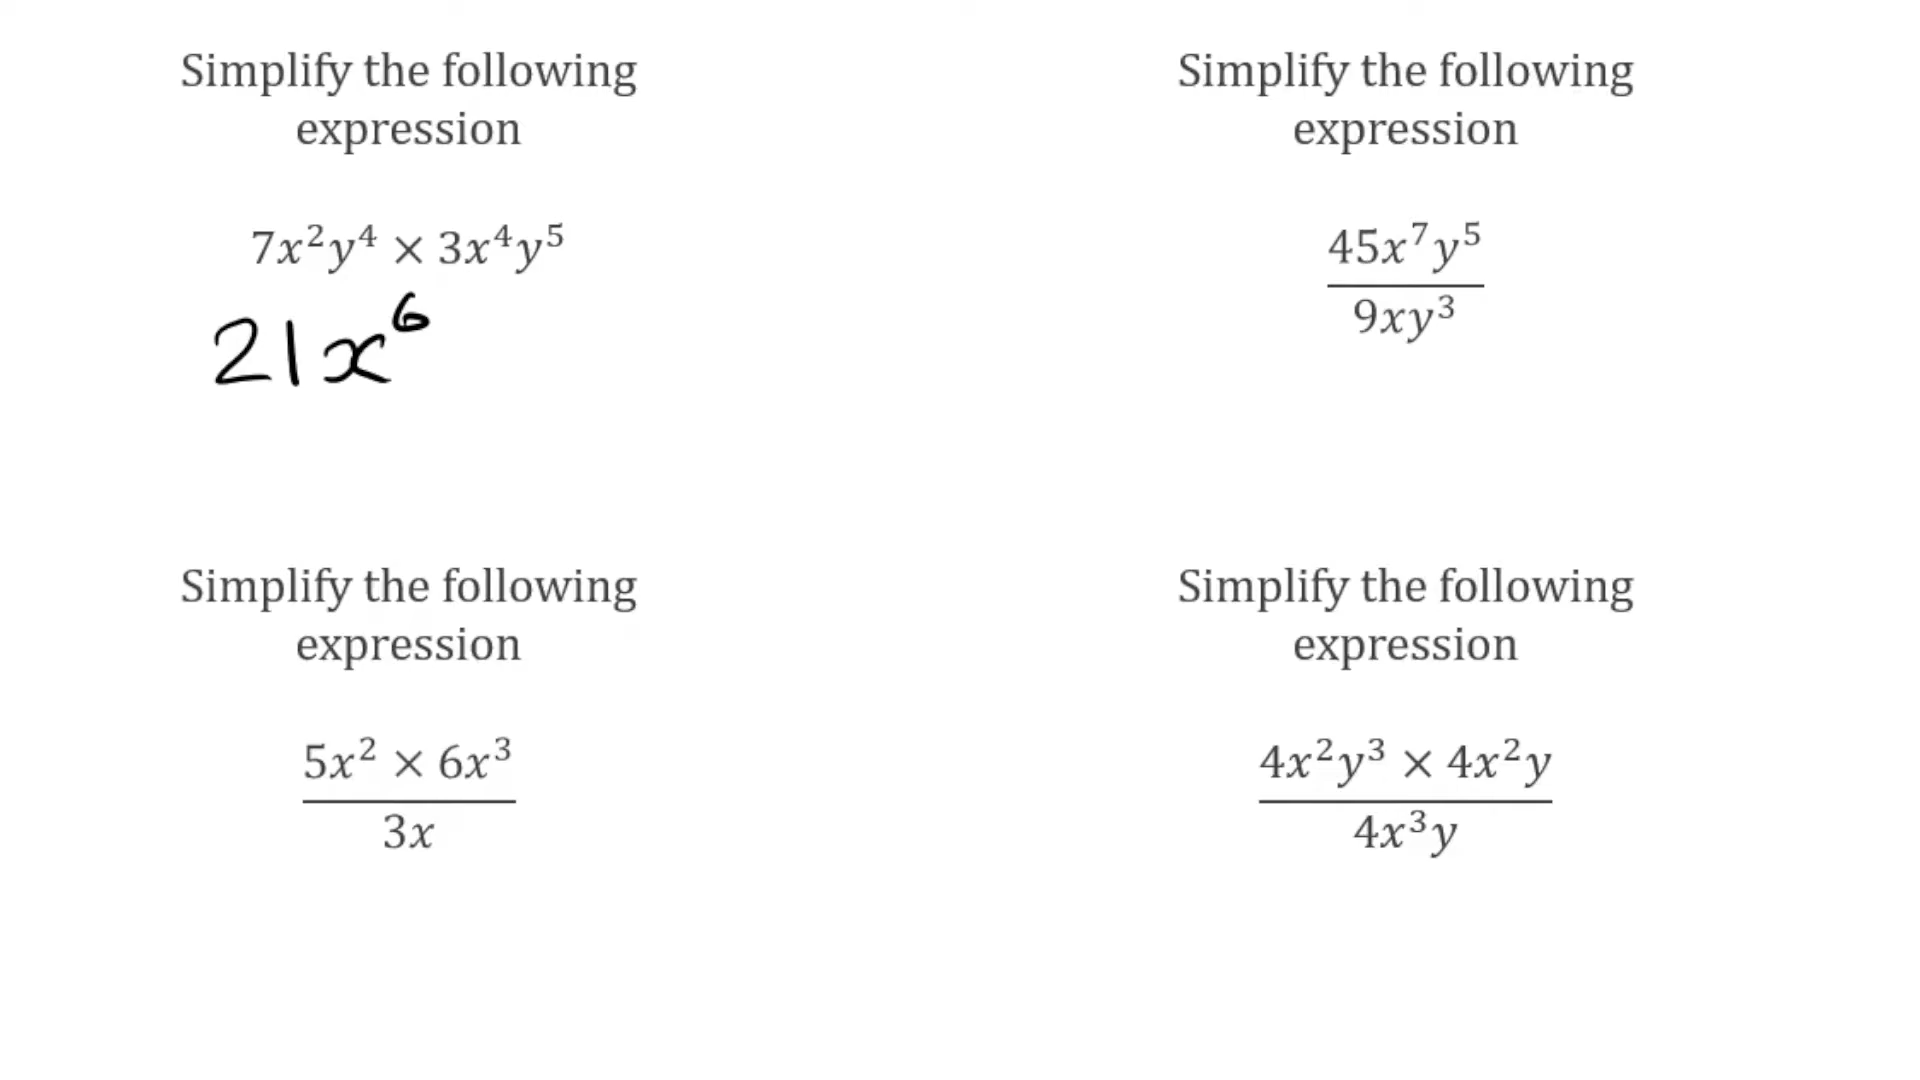 Simplify the following
expression
7x²y⁴ × 3x⁴y⁵
21x⁶
Simplify the following
expression
45x⁷y⁵
9xy³
Simplify the following
expression
5x² × 6x³
3x
Simplify the following
expression
4x²y³ × 4x²y
4x³y